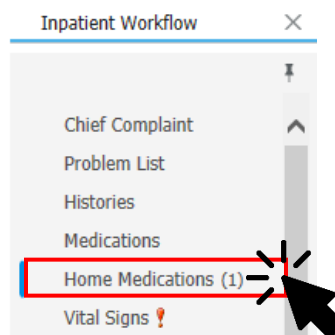 Inpatient Workflow
Chief Complaint
Problem List
Histories
Medications
Home Medications (1)
Vital Signs